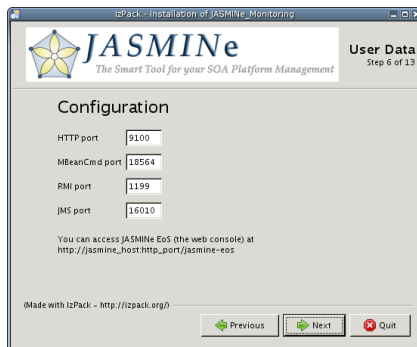 IzPack - Installation of JASMINe_Monitoring
JASMINe
The Smart Tool for your SOA Platform Management
User Data
Step 6 of 13
Configuration
HTTP port 9100
MBeanCmd port 18564
RMI port 1199
JMS port 16010
You can access JASMINe EoS (the web console) at
http://jasmine_host:http_port/jasmine-eos
(Made with IzPack - http://izpack.org/)
Previous Next Quit